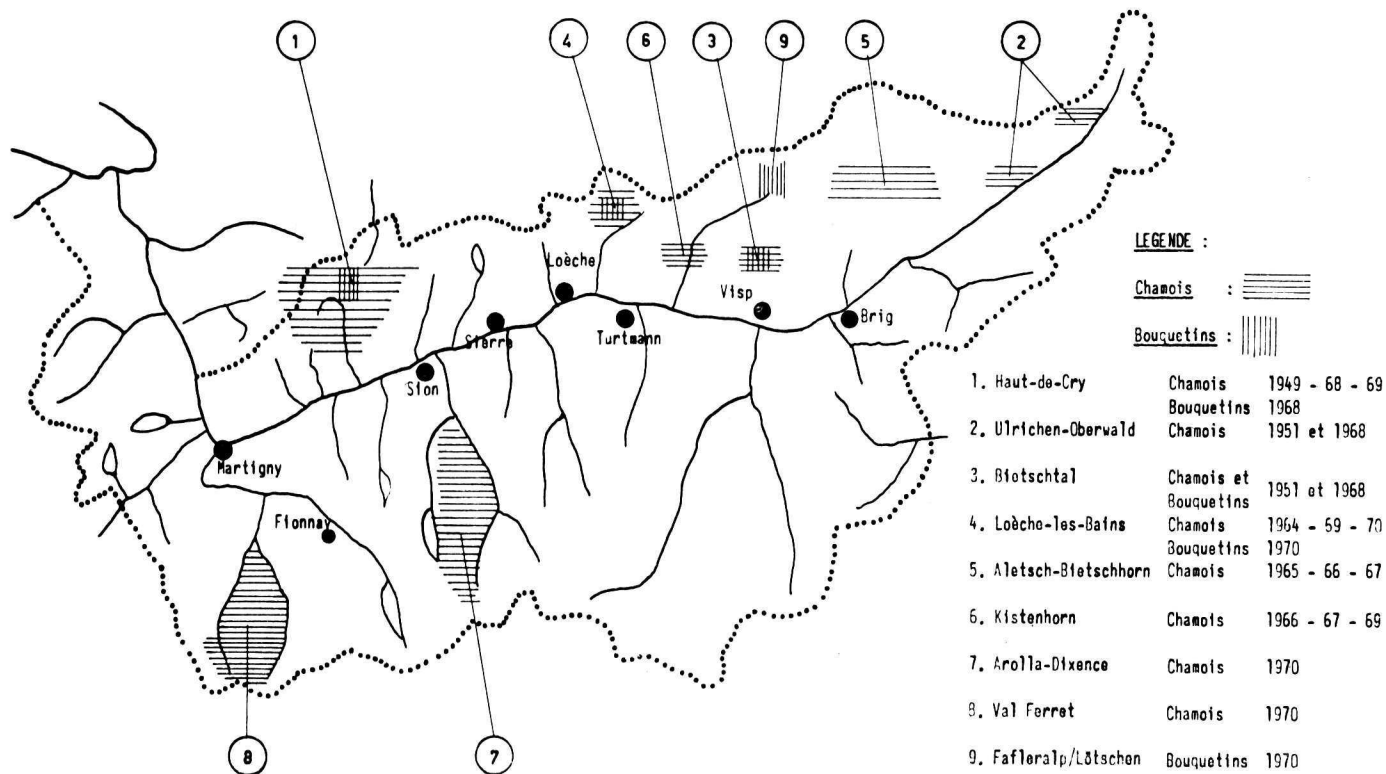 1
4
6
3
9
5
2
Loèche
Visp
Brig
Turtmann
Sierre
Sion
Martigny
Fionnay
8
7
LEGENDE :
Chamois :
Bouquetins :
1. Haut-de-Cry Chamois 1949 - 68 - 69
Bouquetins 1968
2. Ulrichen-Oberwald Chamois 1951 et 1968
3. Bietschtal Chamois et
Bouquetins 1951 et 1968
4. Loèche-les-Bains Chamois 1964 - 69 - 70
Bouquetins 1970
5. Aletsch-Bietschhorn Chamois 1965 - 66 - 67
6. Kistenhorn Chamois 1966 - 67 - 69
7. Arolla-Dixence Chamois 1970
8. Val Ferret Chamois 1970
9. Fafleralp/Lötschen Bouquetins 1970